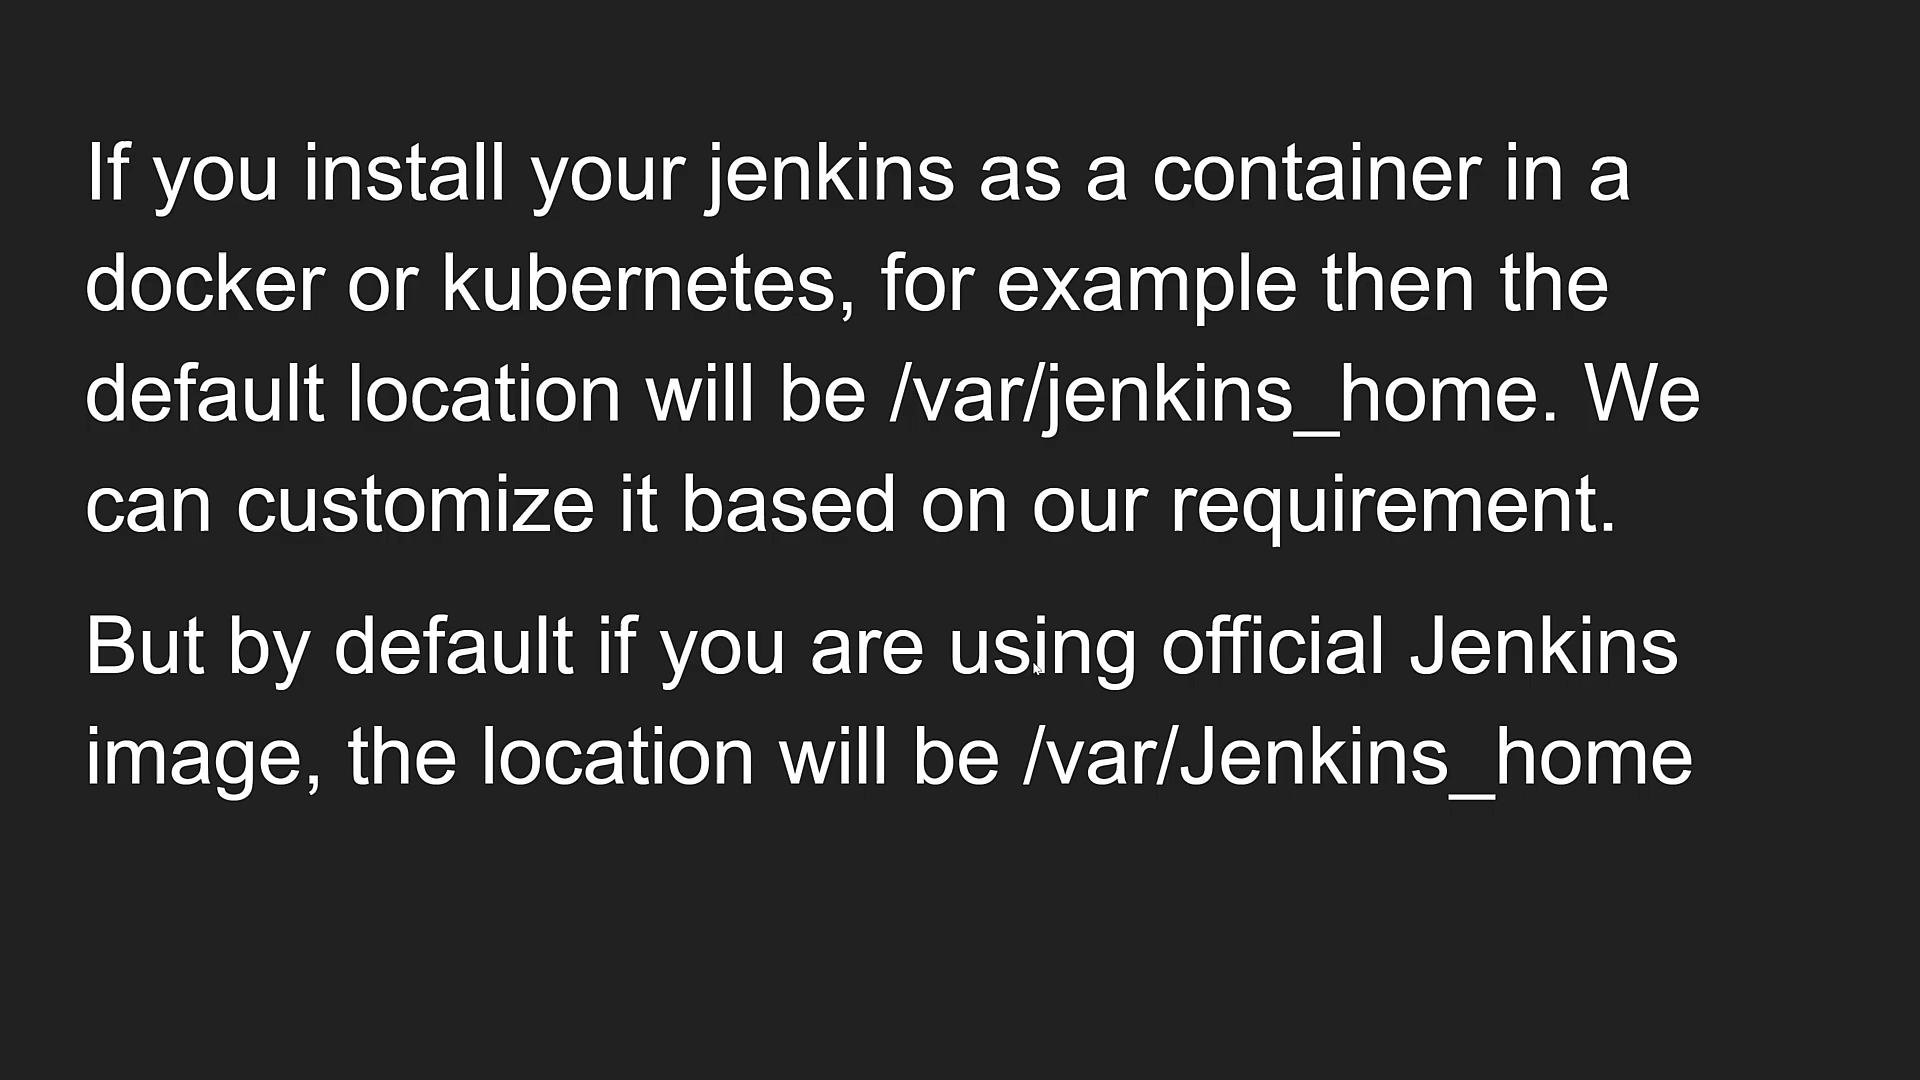 If you install your jenkins as a container in a
docker or kubernetes, for example then the
default location will be /var/jenkins_home. We
can customize it based on our requirement.
But by default if you are using official Jenkins
image, the location will be /var/Jenkins_home